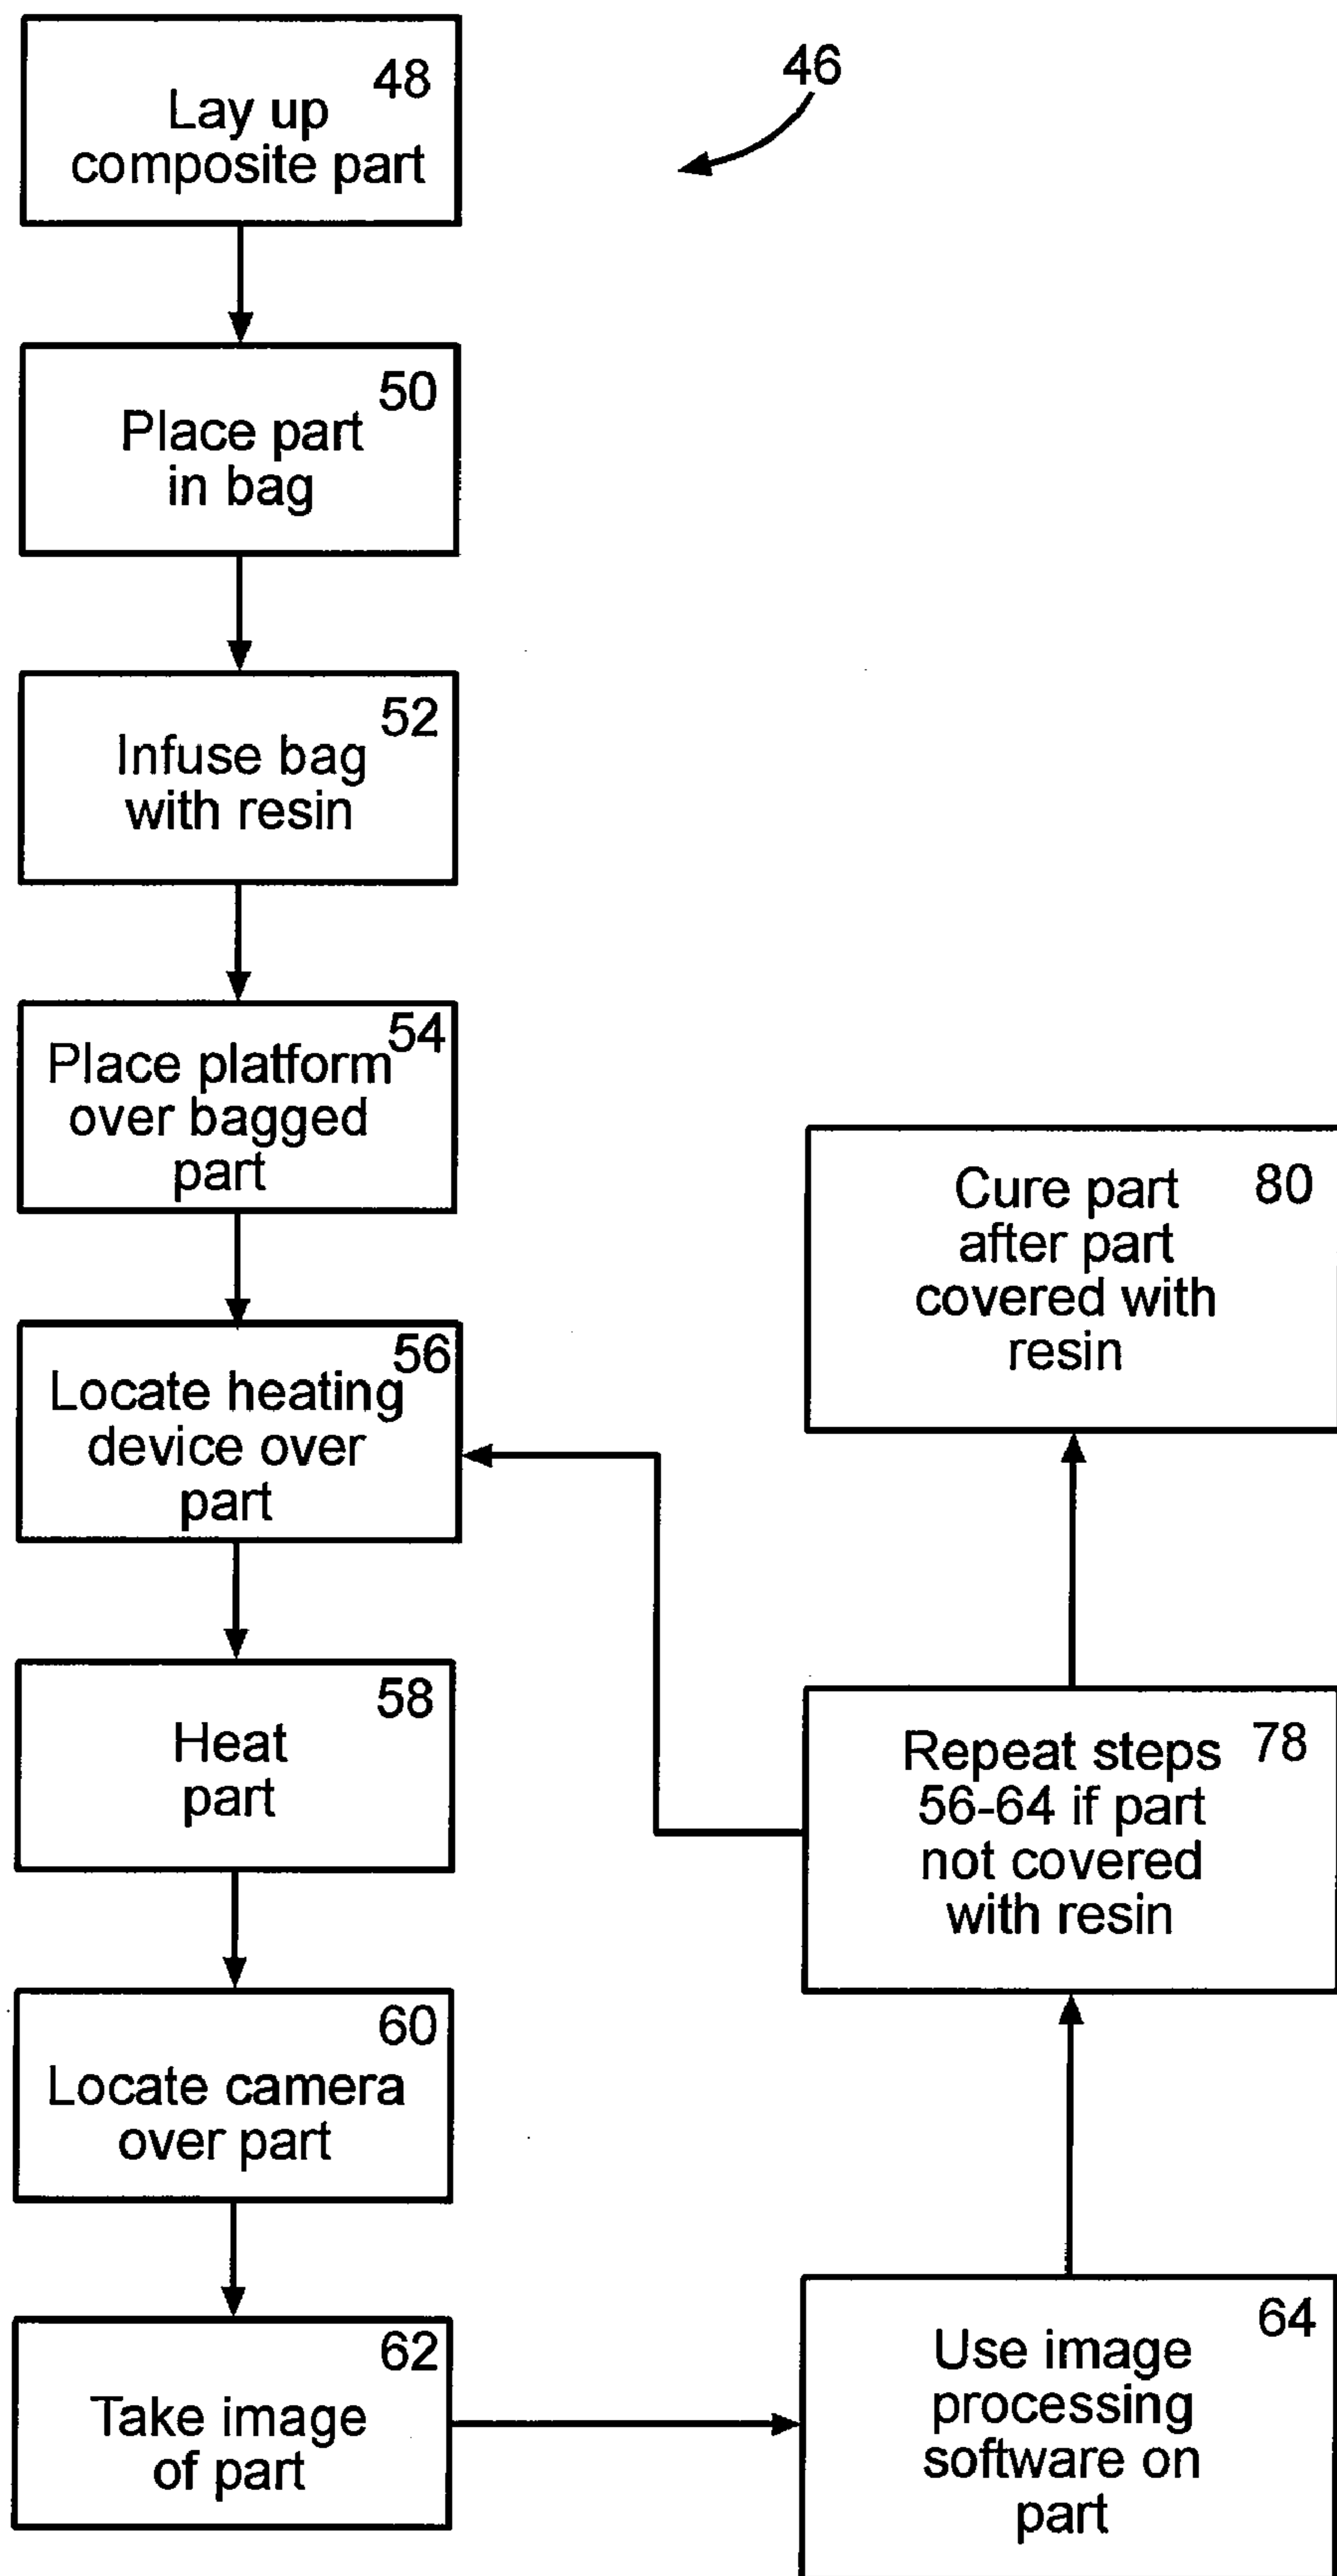 46
48
Lay up
composite part
50
Place part
in bag
52
Infuse bag
with resin
54
Place platform
over bagged
part
56
Locate heating
device over
part
58
Heat
part
60
Locate camera
over part
62
Take image
of part
64
Use image
processing
software on
part
Repeat steps 78
56-64 if part
not covered
with resin
Cure part 80
after part
covered with
resin